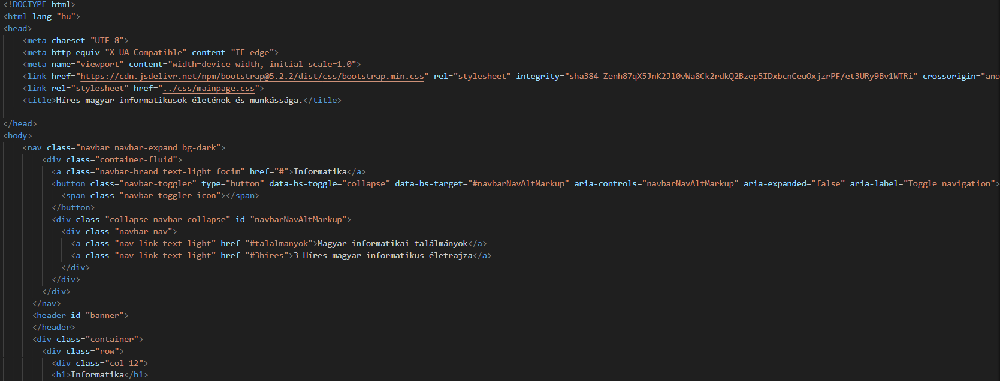 <!DOCTYPE html>
<html lang="hu">
<head>
<meta charset="UTF-8">
<meta http-equiv="X-UA-Compatible" content="IE=edge">
<meta name="viewport" content="width=device-width, initial-scale=1.0">
<link href="https://cdn.jsdelivr.net/npm/bootstrap@5.2.2/dist/css/bootstrap.min.css" rel="stylesheet" integrity="sha384-Zenh87qX5JnK2Jl0vWa8Ck2rdkQ2Bzep5IDxbcnCeuOxjzrPF/et3URy9Bv1WTRi" crossorigin="ano
<link rel="stylesheet" href="../css/mainpage.css">
<title>Híres magyar informatikusok életének és munkássága.</title>
</head>
<body>
<nav class="navbar navbar-expand bg-dark">
<div class="container-fluid">
<a class="navbar-brand text-light focim" href="#">Informatika</a>
<button class="navbar-toggler" type="button" data-bs-toggle="collapse" data-bs-target="#navbarNavAltMarkup" aria-controls="navbarNavAltMarkup" aria-expanded="false" aria-label="Toggle navigation">
<span class="navbar-toggler-icon"></span>
</button>
<div class="collapse navbar-collapse" id="navbarNavAltMarkup">
<div class="navbar-nav">
<a class="nav-link text-light" href="#talalmanyok">Magyar informatikai találmányok</a>
<a class="nav-link text-light" href="#3hires">3 Híres magyar informatikus életrajza</a>
</div>
</div>
</div>
</nav>
<header id="banner">
</header>
<div class="container">
<div class="row">
<div class="col-12">
<h1>Informatika</h1>